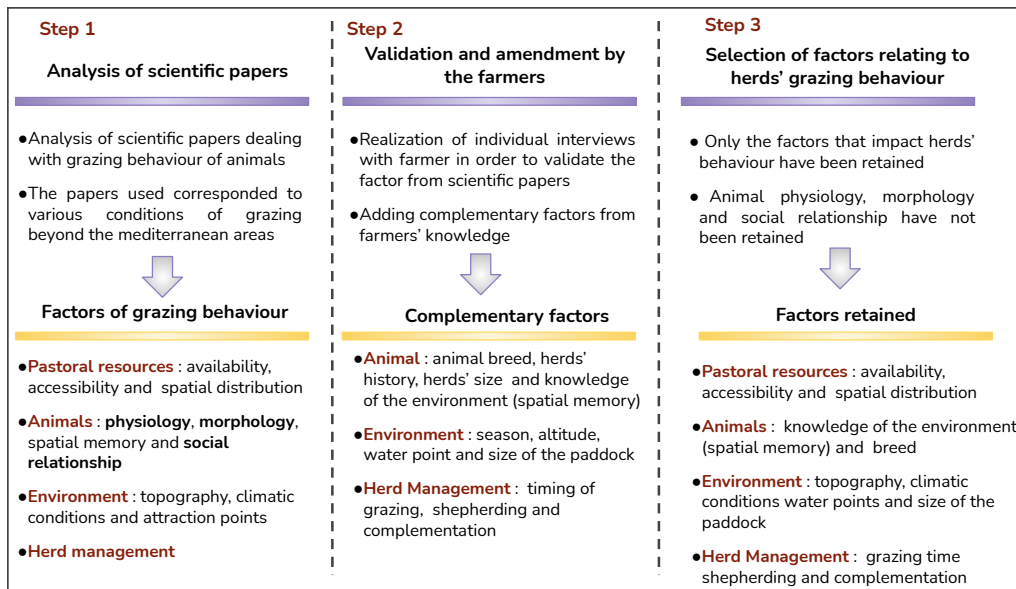 Step 1
Analysis of scientific papers
●Analysis of scientific papers dealing
with grazing behaviour of animals
●The papers used corresponded to
various conditions of grazing
beyond the mediterranean areas
Factors of grazing behaviour
●Pastoral resources : availability,
accessibility and spatial distribution
●Animals : physiology, morphology,
spatial memory and social
relationship
●Environment : topography, climatic
conditions and attraction points
●Herd management
Step 2
Validation and amendment by
the farmers
●Realization of individual interviews
with farmer in order to validate the
factor from scientific papers
●Adding complementary factors from
farmers' knowledge
Complementary factors
●Animal : animal breed, herds'
history, herds' size and knowledge
of the environment (spatial memory)
●Environment : season, altitude,
water point and size of the paddock
●Herd Management : timing of
grazing, shepherding and
complementation
Step 3
Selection of factors relating to
herds' grazing behaviour
● Only the factors that impact herds'
behaviour have been retained
● Animal physiology, morphology
and social relationship have not
been retained
Factors retained
●Pastoral resources : availability,
accessibility and spatial distribution
●Animals : knowledge of the environment
(spatial memory) and breed
●Environment : topography, climatic
conditions water points and size of the
paddock
●Herd Management : grazing time
shepherding and complementation